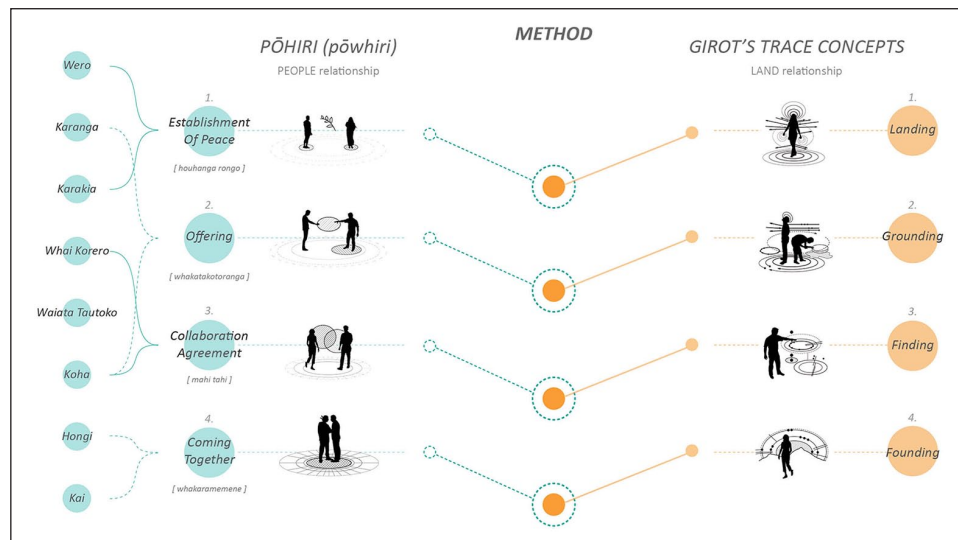 METHOD
PŌHIRI (pōwhiri)
PEOPLE relationship
GIROT'S TRACE CONCEPTS
LAND relationship
Wero
Karanga
Karakia
Whai Korero
Waiata Tautoko
Koha
Hongi
Kai
1.
Establishment
Of Peace
[ houhanga rongo ]
2.
Offering
[ whakatakotoranga ]
3.
Collaboration
Agreement
[ mahi tahi ]
4.
Coming
Together
[ whakaramemene ]
1.
Landing
2.
Grounding
3.
Finding
4.
Founding